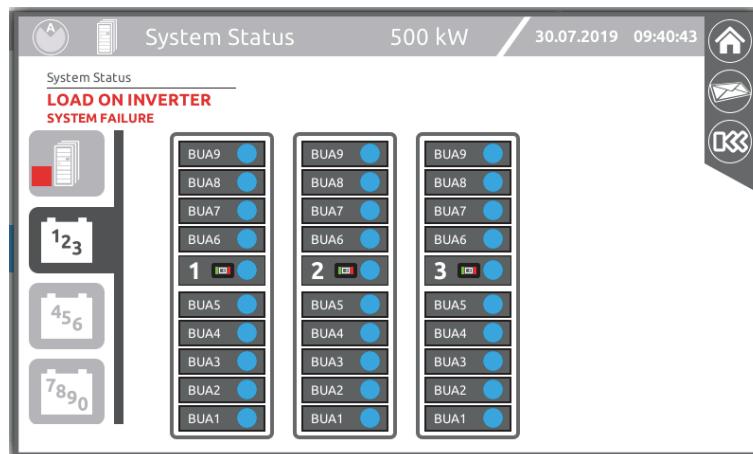 A System Status 500 kW 30.07.2019 09:40:43
System Status
LOAD ON INVERTER
SYSTEM FAILURE
BUA9 BUA9 BUA9
BUA8 BUA8 BUA8
BUA7 BUA7 BUA7
123 BUA6 BUA6 BUA6
1 2 3
456 BUA5 BUA5 BUA5
BUA4 BUA4 BUA4
BUA3 BUA3 BUA3
7890 BUA2 BUA2 BUA2
BUA1 BUA1 BUA1